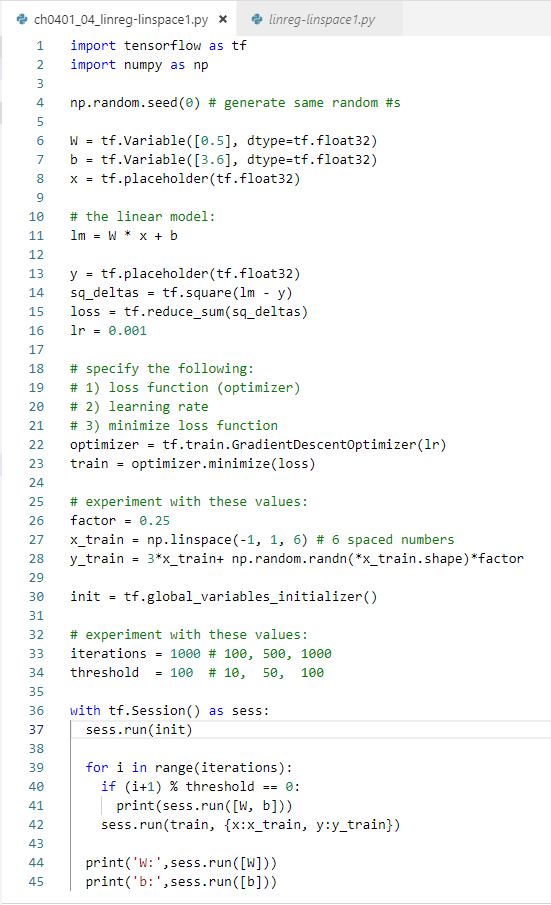 ch0401_04_linreg-linspace1.py × linreg-linspace1.py
1 import tensorflow as tf
2 import numpy as np
3
4 np.random.seed(0) # generate same random #s
5
6 W = tf.Variable([0.5], dtype=tf.float32)
7 b = tf.Variable([3.6], dtype=tf.float32)
8 x = tf.placeholder(tf.float32)
9
10 # the linear model:
11 lm = W * x + b
12
13 y = tf.placeholder(tf.float32)
14 sq_deltas = tf.square(lm - y)
15 loss = tf.reduce_sum(sq_deltas)
16 lr = 0.001
17
18 # specify the following:
19 # 1) loss function (optimizer)
20 # 2) learning rate
21 # 3) minimize loss function
22 optimizer = tf.train.GradientDescentOptimizer(lr)
23 train = optimizer.minimize(loss)
24
25 # experiment with these values:
26 factor = 0.25
27 x_train = np.linspace(-1, 1, 6) # 6 spaced numbers
28 y_train = 3*x_train+ np.random.randn(*x_train.shape)*factor
29
30 init = tf.global_variables_initializer()
31
32 # experiment with these values:
33 iterations = 1000 # 100, 500, 1000
34 threshold  = 100  # 10,  50,  100
35
36 with tf.Session() as sess:
37   sess.run(init)
38
39   for i in range(iterations):
40     if (i+1) % threshold == 0:
41       print(sess.run([W, b]))
42     sess.run(train, {x:x_train, y:y_train})
43
44   print('W:',sess.run([W]))
45   print('b:',sess.run([b]))